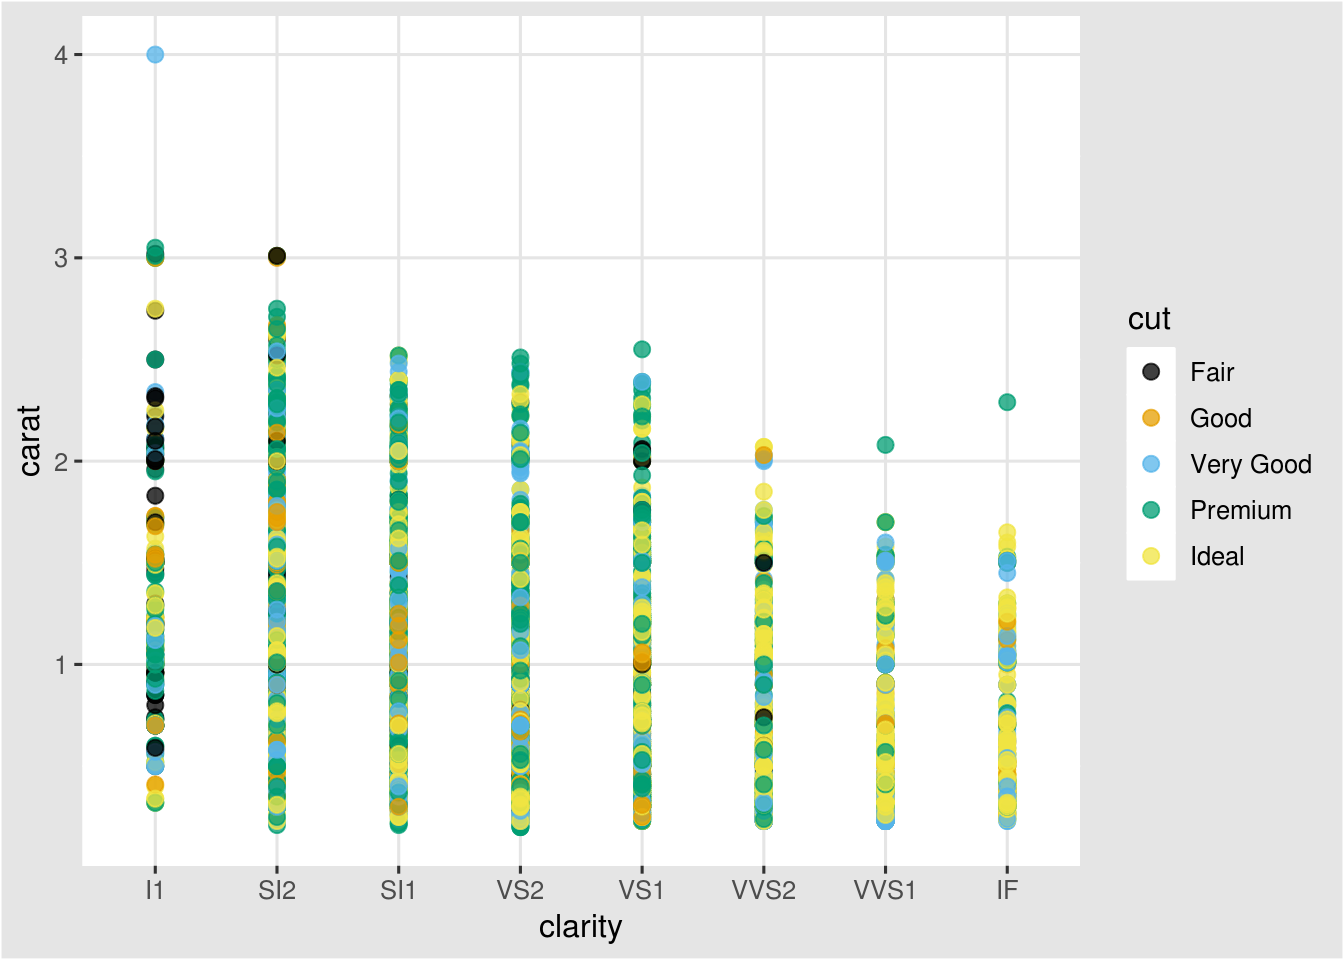 4
3
2
1
carat
I1 SI2 SI1 VS2 VS1 VVS2 VVS1 IF
clarity
cut
Fair
Good
Very Good
Premium
Ideal